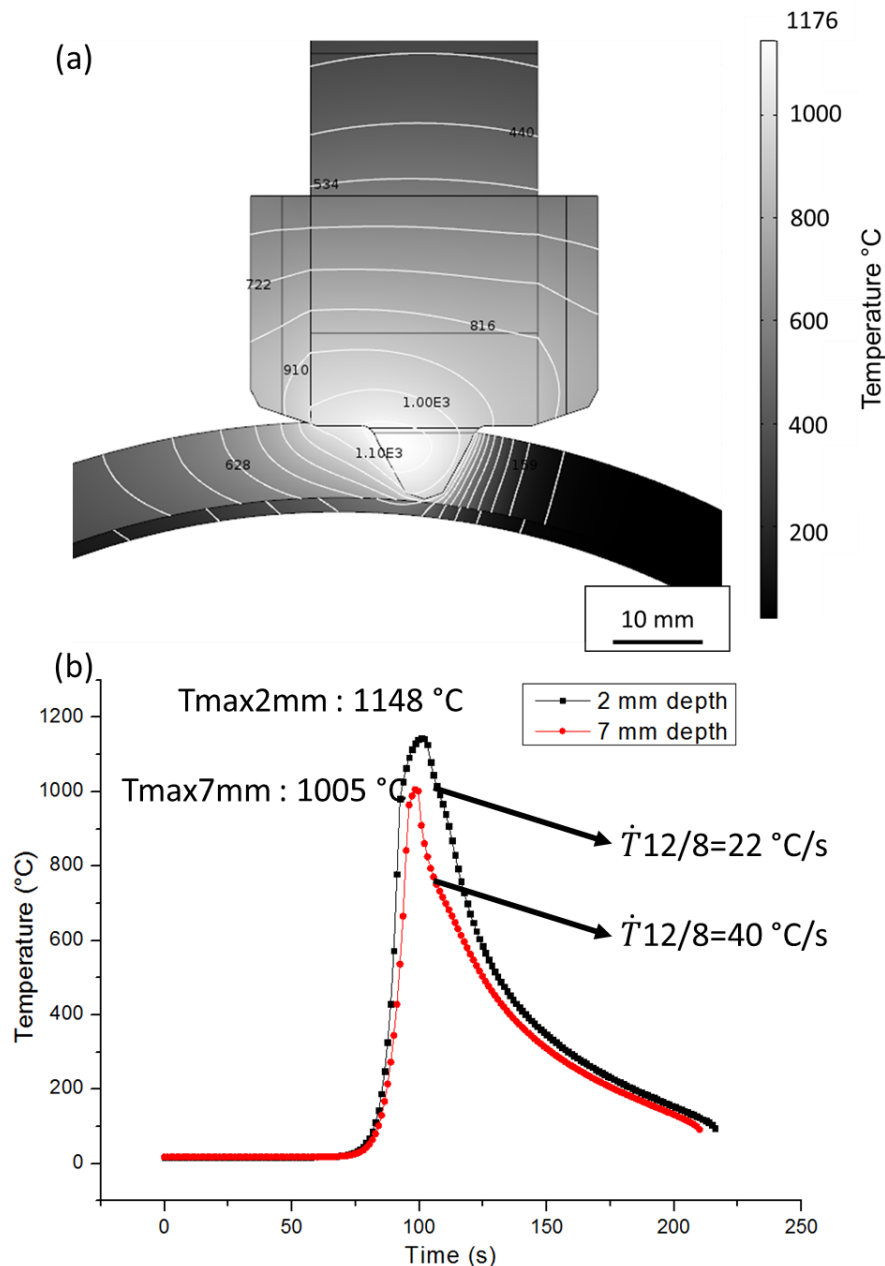 (a)
1176
1000
800
600
400
200
Temperature °C
440
534
722
816
910
1.00E3
1.10E3
628
159
10 mm
(b)
Tmax2mm : 1148 °C
Tmax7mm : 1005 °C
2 mm depth
7 mm depth
Ṫ12/8=22 °C/s
Ṫ12/8=40 °C/s
1200
1000
800
600
400
200
0
Temperature (°C)
0 50 100 150 200 250
Time (s)